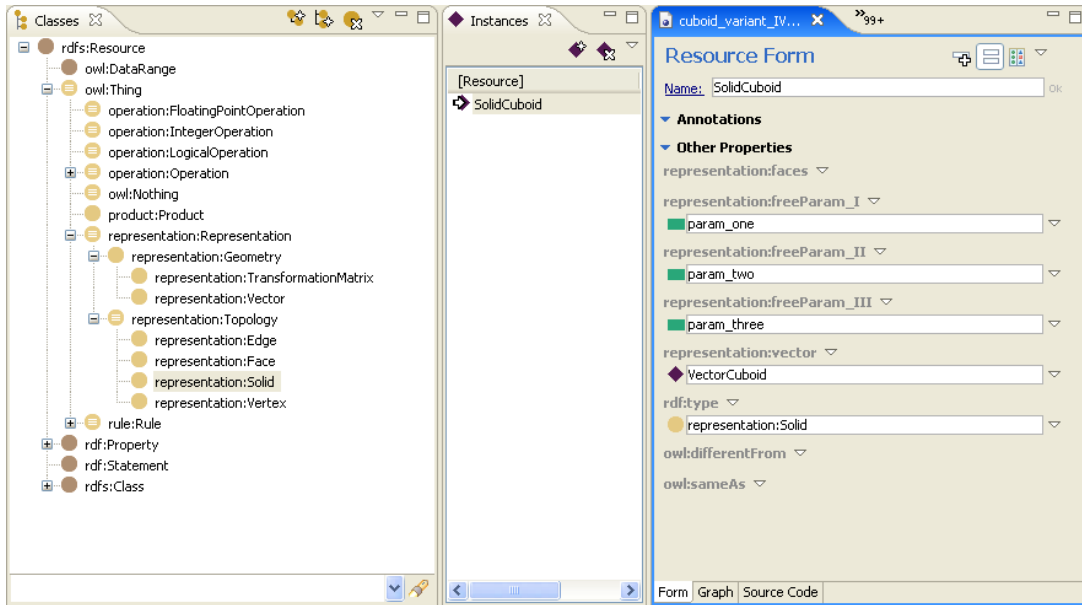 Classes
rdfs:Resource
owl:DataRange
owl:Thing
operation:FloatingPointOperation
operation:IntegerOperation
operation:LogicalOperation
operation:Operation
owl:Nothing
product:Product
representation:Representation
representation:Geometry
representation:TransformationMatrix
representation:Vector
representation:Topology
representation:Edge
representation:Face
representation:Solid
representation:Vertex
rule:Rule
rdf:Property
rdf:Statement
rdfs:Class
Instances
[Resource]
SolidCuboid
cuboid_variant_IV... 99+
Resource Form
Name: SolidCuboid Ok
Annotations
Other Properties
representation:faces
representation:freeParam_I
param_one
representation:freeParam_II
param_two
representation:freeParam_III
param_three
representation:vector
VectorCuboid
rdf:type
representation:Solid
owl:differentFrom
owl:sameAs
Form Graph Source Code